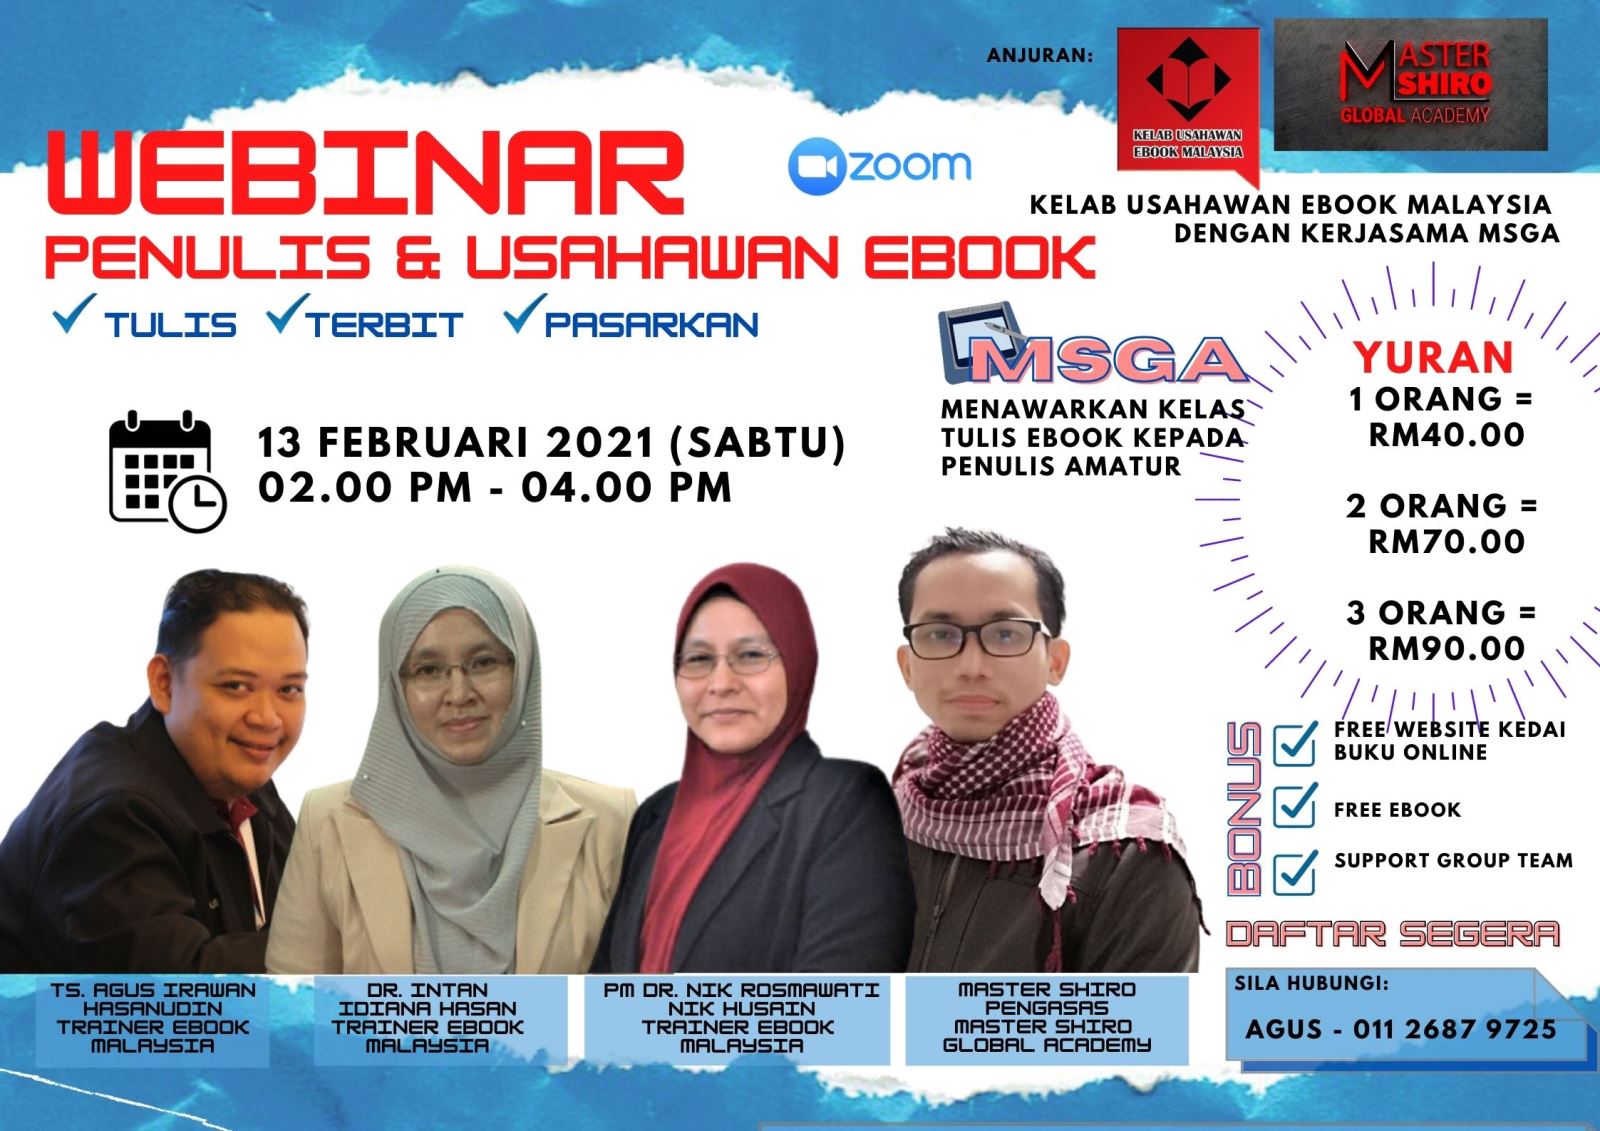 ANJURAN:
KELAB USAHAWAN
EBOOK MALAYSIA
MASTER
SHIRO
GLOBAL ACADEMY
WEBINAR
zoom
KELAB USAHAWAN EBOOK MALAYSIA
DENGAN KERJASAMA MSGA
PENULIS & USAHAWAN EBOOK
TULIS TERBIT PASARKAN
MSGA
MENAWARKAN KELAS
TULIS EBOOK KEPADA
PENULIS AMATUR
13 FEBRUARI 2021 (SABTU)
02.00 PM - 04.00 PM
YURAN
1 ORANG =
RM40.00
2 ORANG =
RM70.00
3 ORANG =
RM90.00
BONUS
FREE WEBSITE KEDAI
BUKU ONLINE
FREE EBOOK
SUPPORT GROUP TEAM
DAFTAR SEGERA
SILA HUBUNGI:
AGUS - 011 2687 9725
TS. AGUS IRAWAN
HASANUDIN
TRAINER EBOOK
MALAYSIA
DR. INTAN
IDIANA HASAN
TRAINER EBOOK
MALAYSIA
PM DR. NIK ROSMAWATI
NIK HUSAIN
TRAINER EBOOK
MALAYSIA
MASTER SHIRO
PENGASAS
MASTER SHIRO
GLOBAL ACADEMY